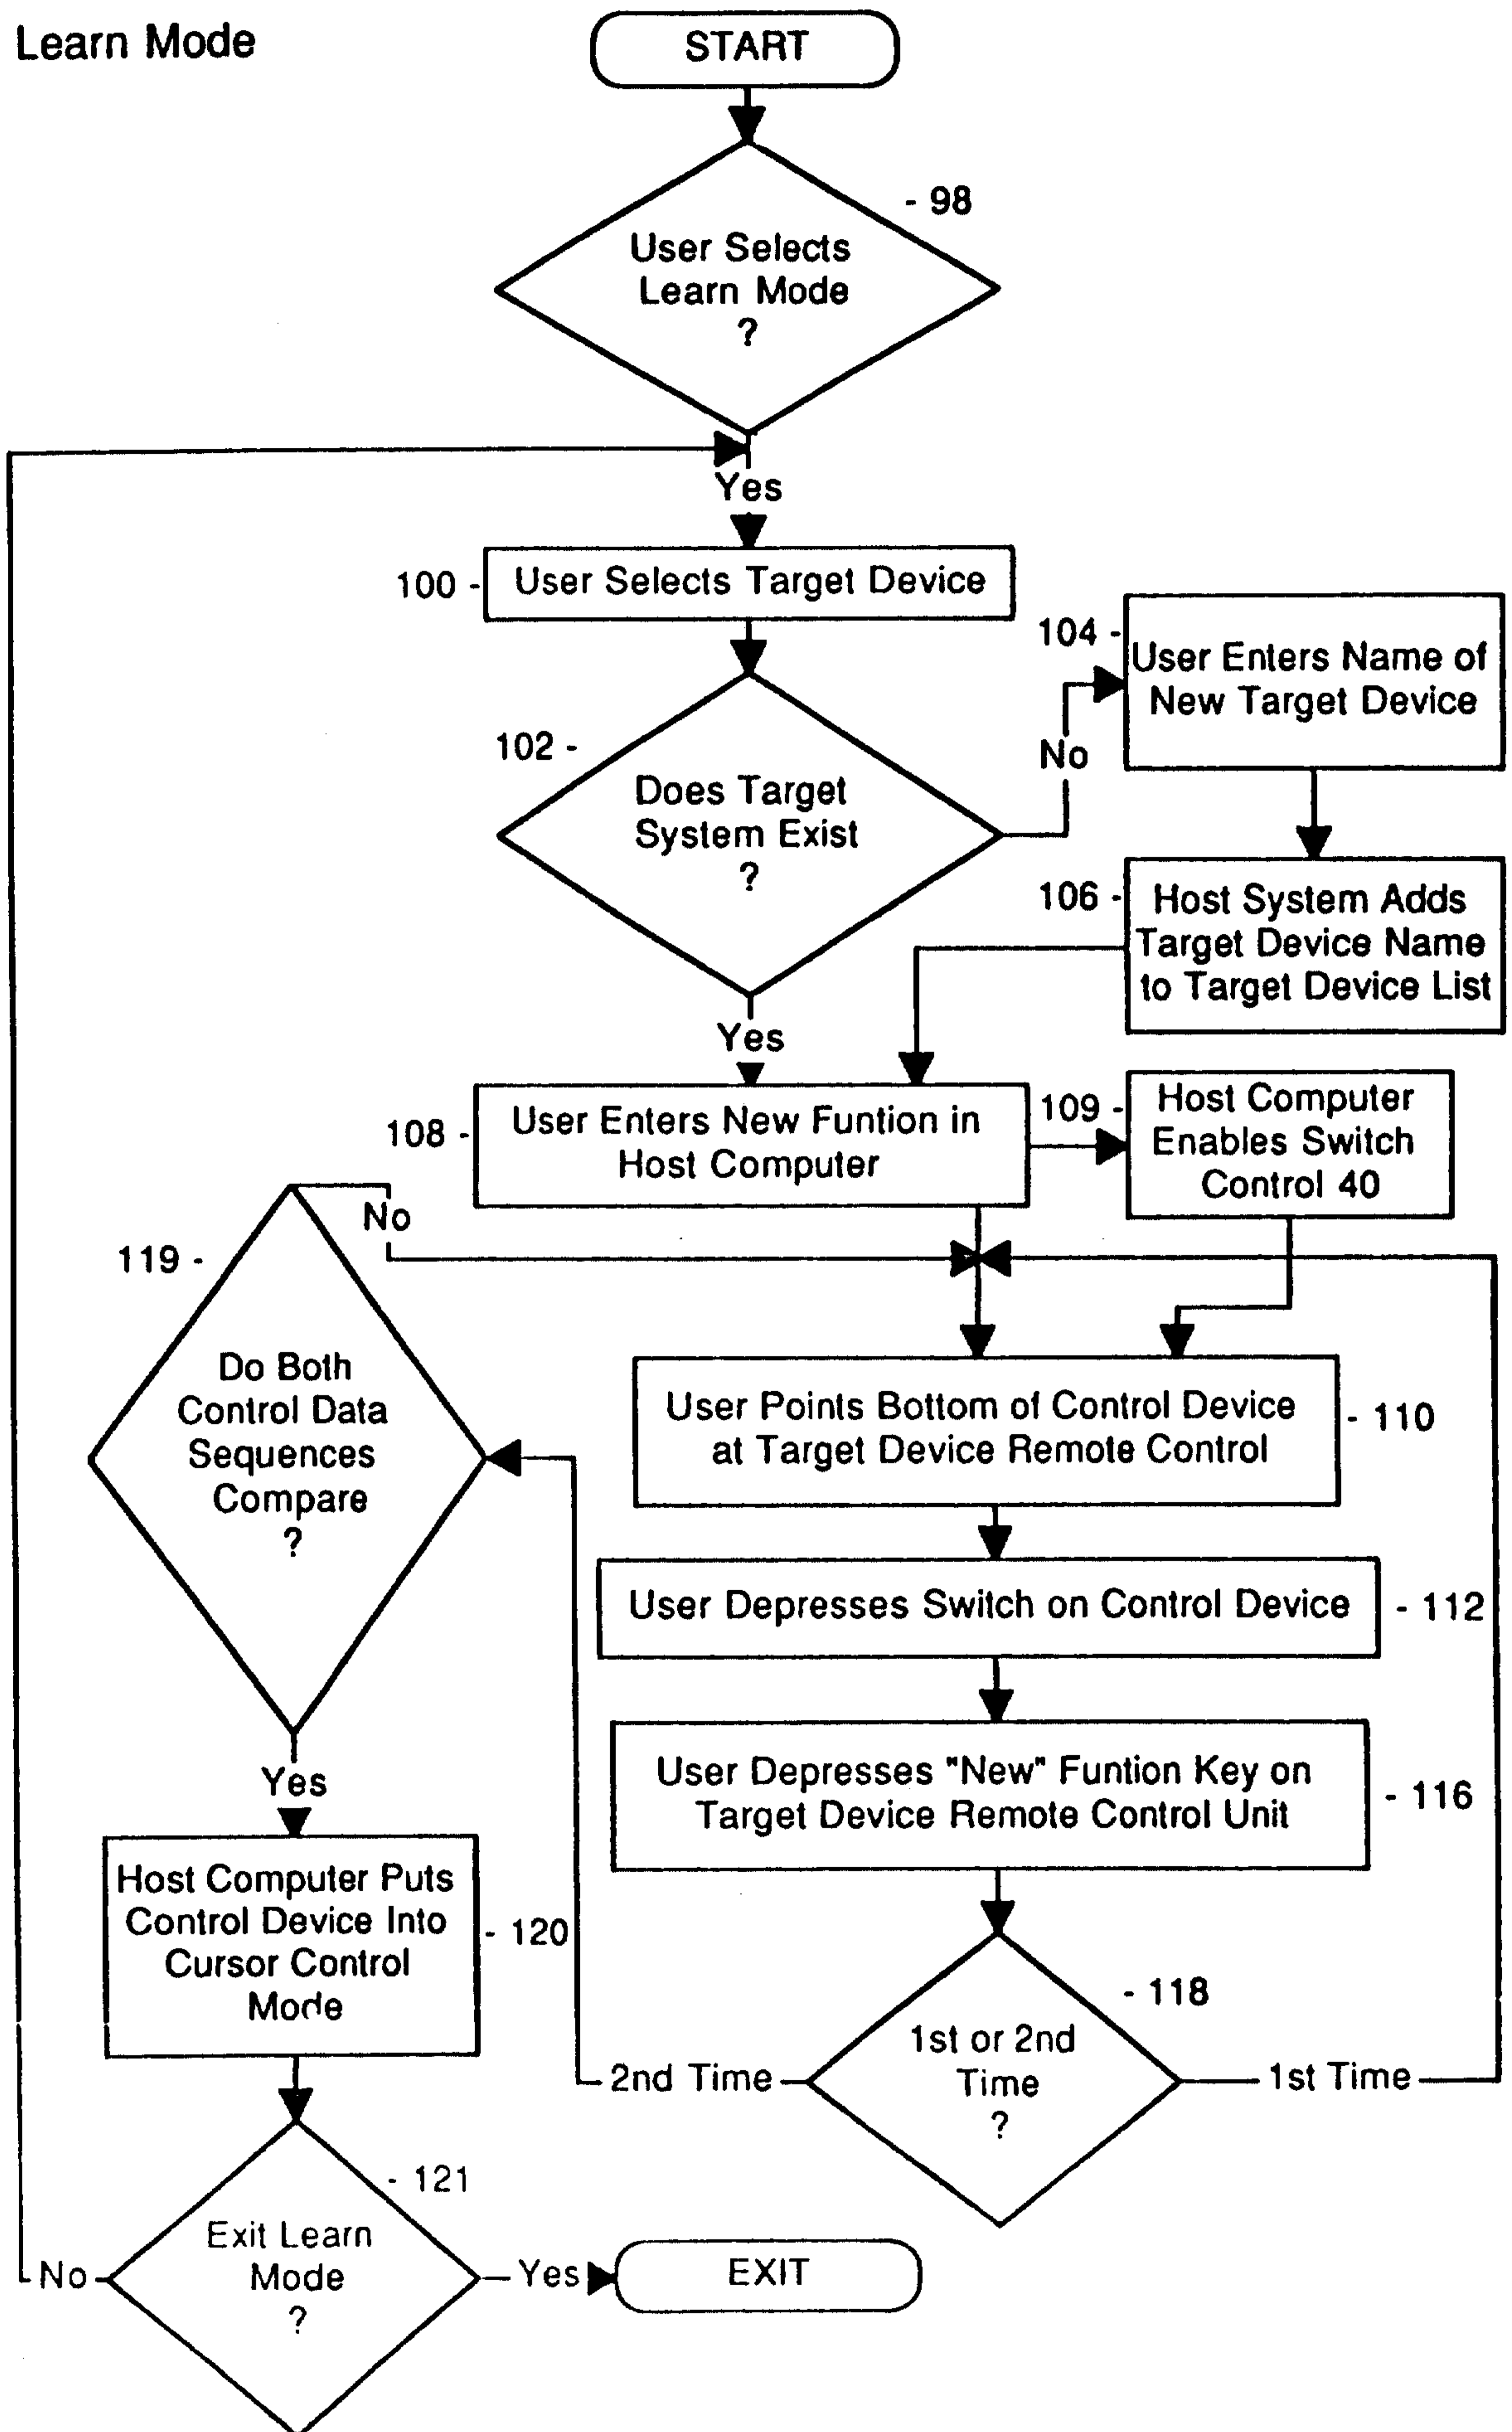 Learn Mode
START
- 98
User Selects
Learn Mode
?
Yes
100 -
User Selects Target Device
104 -
User Enters Name of
New Target Device
102 -
No
Does Target
System Exist
?
106 -
Host System Adds
Target Device Name
to Target Device List
Yes
108 -
User Enters New Funtion in
Host Computer
109 -
Host Computer
Enables Switch
Control 40
No
119 -
Do Both
Control Data
Sequences
Compare
?
User Points Bottom of Control Device
at Target Device Remote Control
- 110
User Depresses Switch on Control Device
- 112
User Depresses "New" Funtion Key on
Target Device Remote Control Unit
- 116
Yes
Host Computer Puts
Control Device Into
Cursor Control
Mode
- 120
- 118
1st or 2nd
Time
?
2nd Time
1st Time
- 121
Exit Learn
Mode
?
No
Yes
EXIT